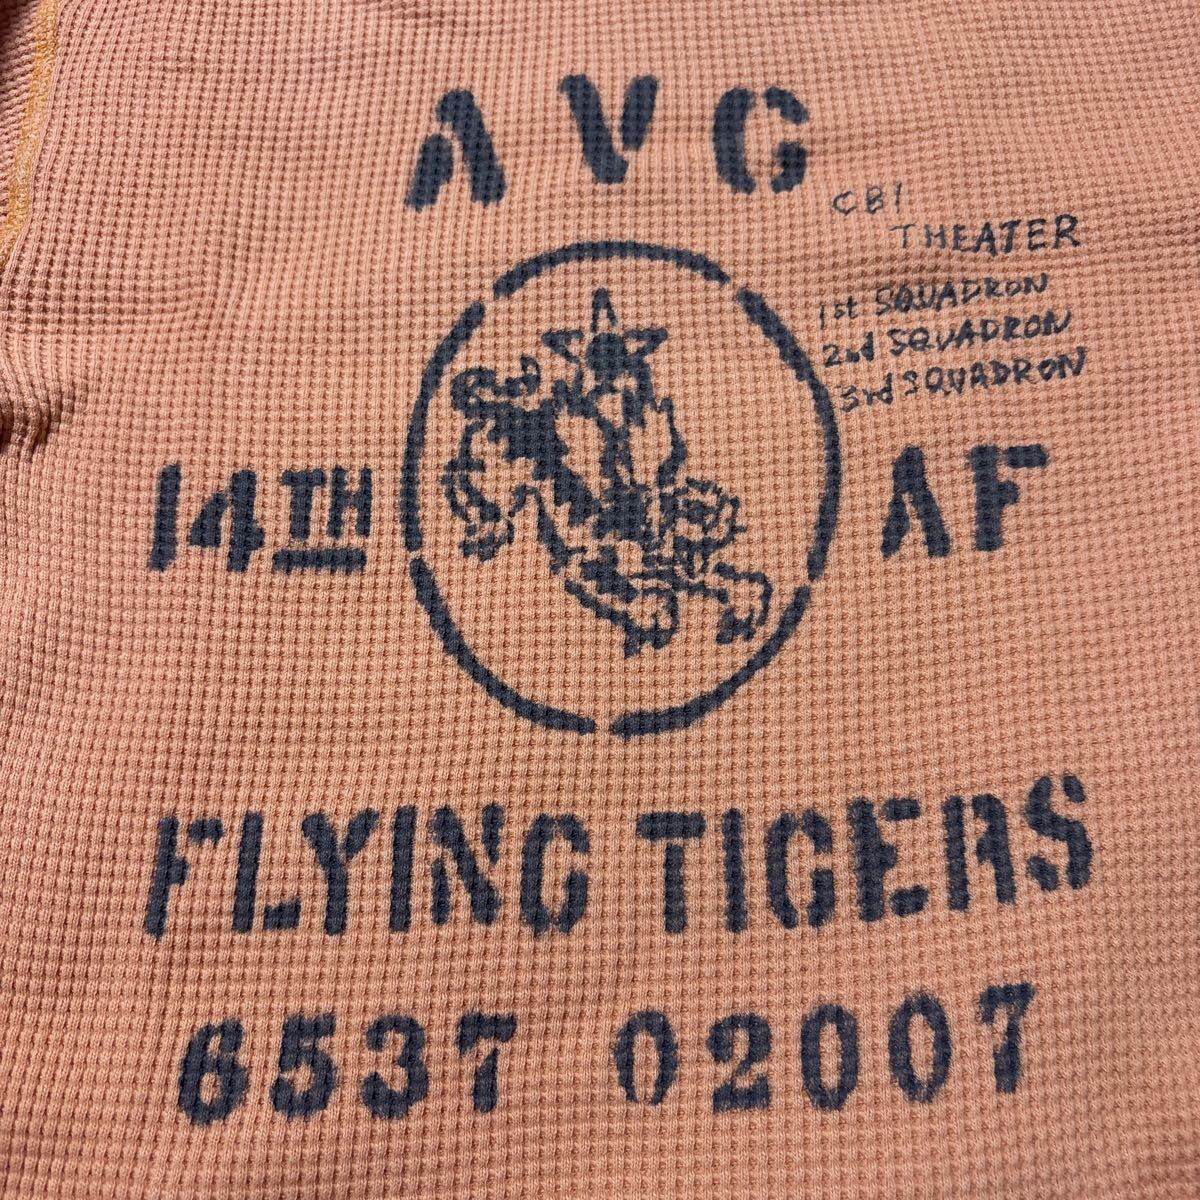 AVG
CBI
THEATER
1st SQUADRON
2nd SQUADRON
3rd SQUADRON
14TH AF
FLYING TIGERS
6537 02007